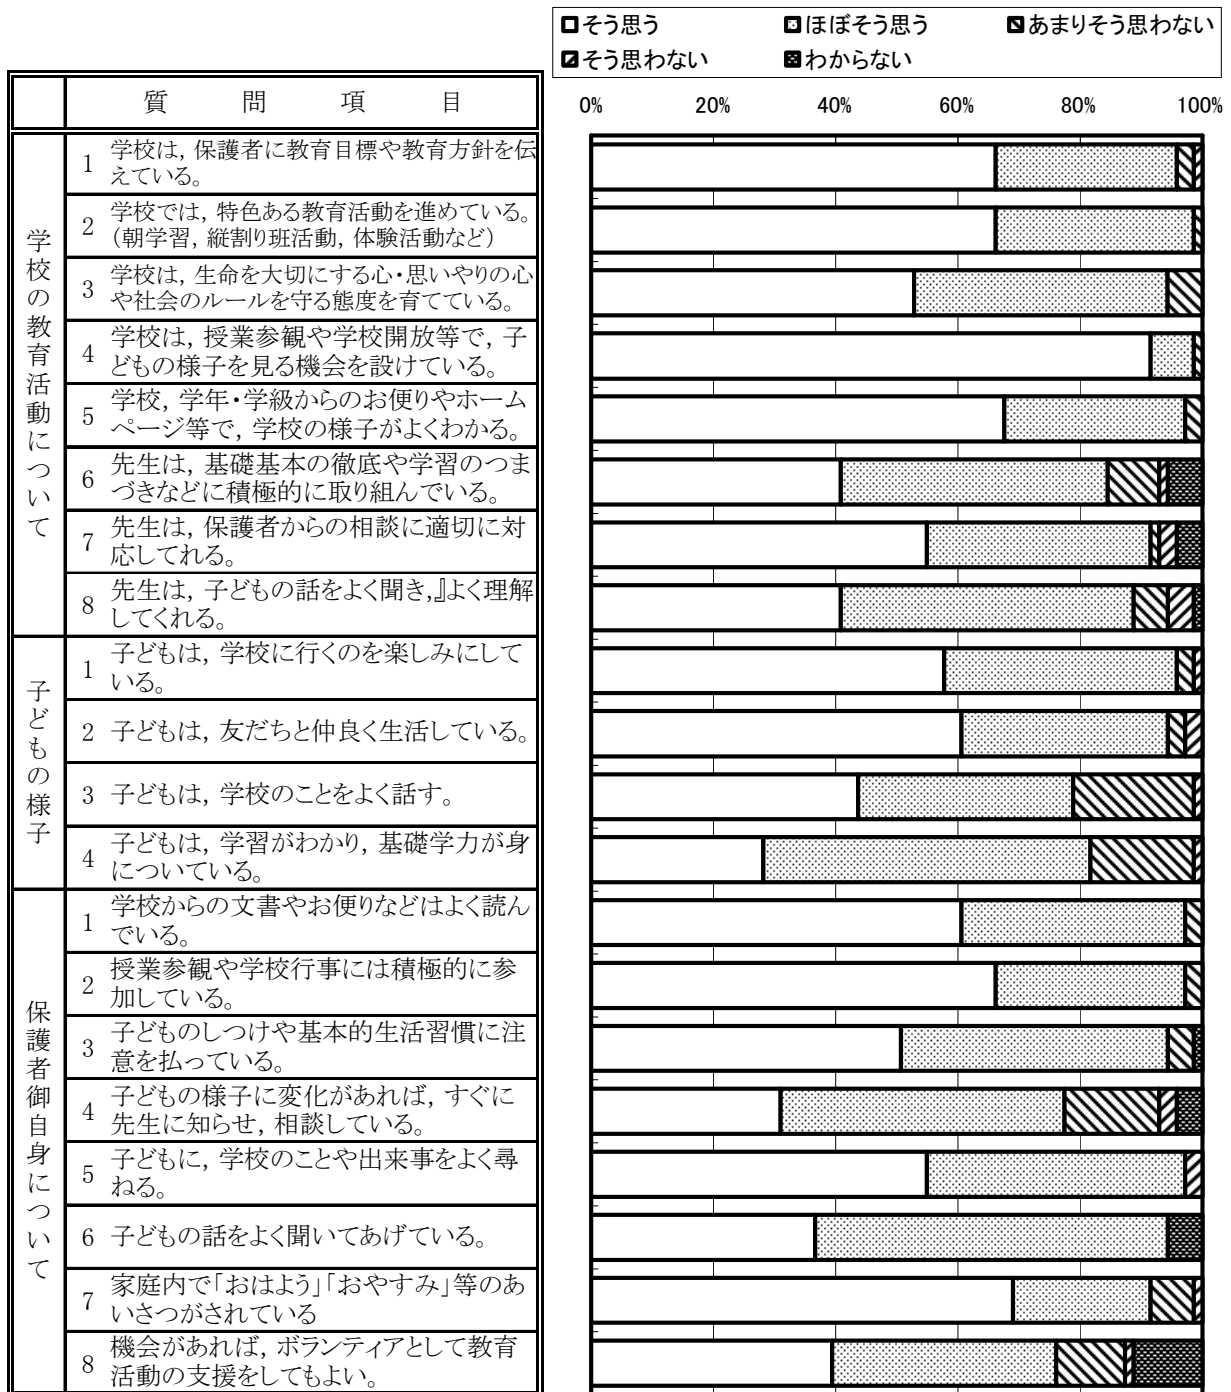 そう思う ほぼそう思う あまりそう思わない
そう思わない わからない
質問項目
0% 20% 40% 60% 80% 100%
学校の教育活動について
1 学校は，保護者に教育目標や教育方針を伝
えている。
2 学校では，特色ある教育活動を進めている。
（朝学習，縦割り班活動，体験活動など）
3 学校は，生命を大切にする心・思いやりの心
や社会のルールを守る態度を育てている。
4 学校は，授業参観や学校開放等で，子
どもの様子を見る機会を設けている。
5 学校，学年・学級からのお便りやホーム
ページ等で，学校の様子がよくわかる。
6 先生は，基礎基本の徹底や学習のつま
づきなどに積極的に取り組んでいる。
7 先生は，保護者からの相談に適切に対
応してれる。
8 先生は，子どもの話をよく聞き，』よく理解
してくれる。
子どもの様子
1 子どもは，学校に行くのを楽しみにして
いる。
2 子どもは，友だちと仲良く生活している。
3 子どもは，学校のことをよく話す。
4 子どもは，学習がわかり，基礎学力が身
についている。
保護者御自身について
1 学校からの文書やお便りなどはよく読ん
でいる。
2 授業参観や学校行事には積極的に参
加している。
3 子どものしつけや基本的生活習慣に注
意を払っている。
4 子どもの様子に変化があれば，すぐに
先生に知らせ，相談している。
5 子どもに，学校のことや出来事をよく尋
ねる。
6 子どもの話をよく聞いてあげている。
7 家庭内で「おはよう」「おやすみ」等のあ
いさつがされている
8 機会があれば，ボランティアとして教育
活動の支援をしてもよい。